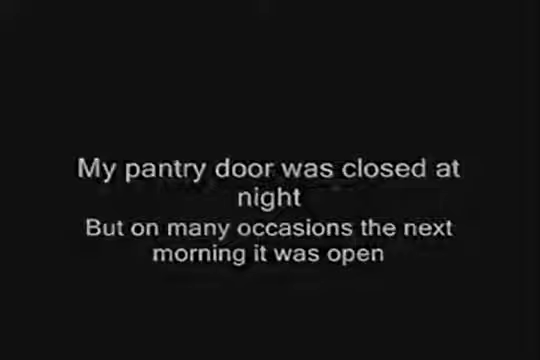 My pantry door was closed at
night
But on many occasions the next
morning it was open